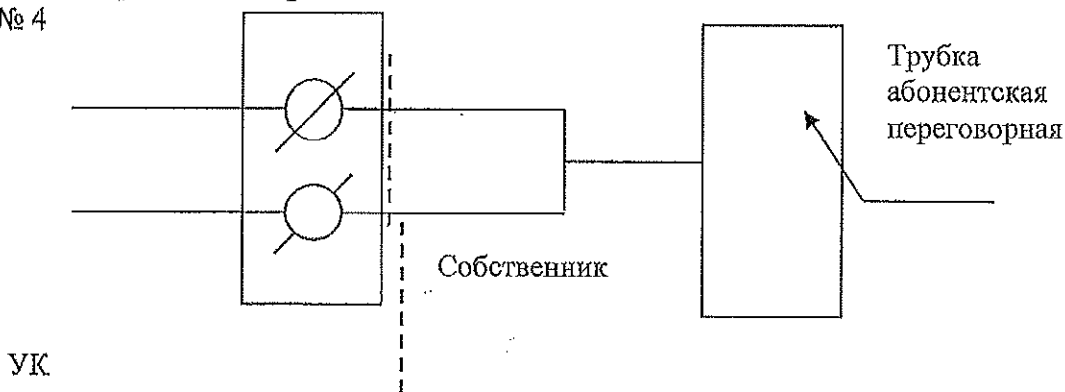 № 4
Трубка
абонентская
переговорная
Собственник
УК